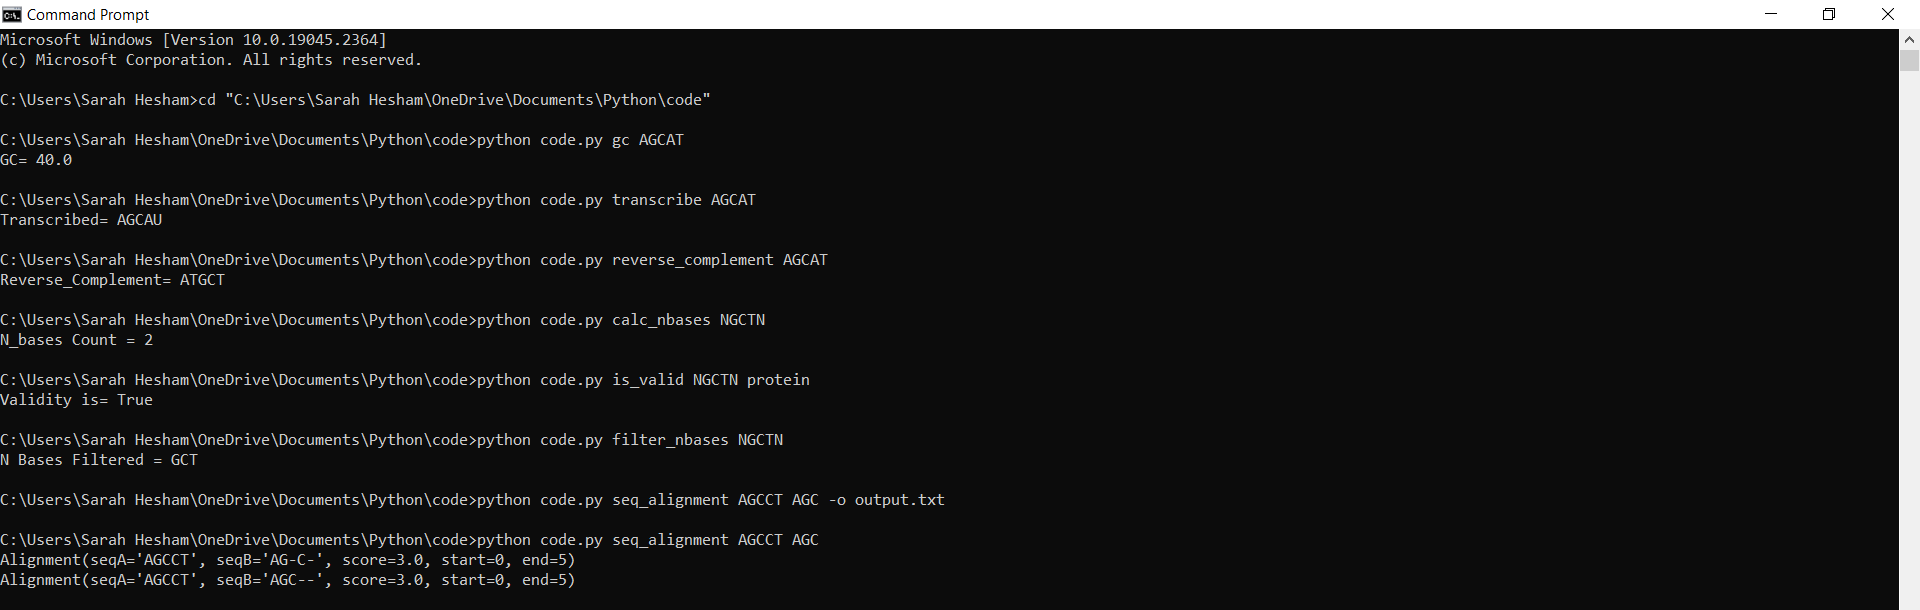 Command Prompt
Microsoft Windows [Version 10.0.19045.2364]
(c) Microsoft Corporation. All rights reserved.
C:\Users\Sarah Hesham>cd "C:\Users\Sarah Hesham\OneDrive\Documents\Python\code"
C:\Users\Sarah Hesham\OneDrive\Documents\Python\code>python code.py gc AGCAT
GC= 40.0
C:\Users\Sarah Hesham\OneDrive\Documents\Python\code>python code.py transcribe AGCAT
Transcribed= AGCAU
C:\Users\Sarah Hesham\OneDrive\Documents\Python\code>python code.py reverse_complement AGCAT
Reverse_Complement= ATGCT
C:\Users\Sarah Hesham\OneDrive\Documents\Python\code>python code.py calc_nbases NGCTN
N_bases Count = 2
C:\Users\Sarah Hesham\OneDrive\Documents\Python\code>python code.py is_valid NGCTN protein
Validity is= True
C:\Users\Sarah Hesham\OneDrive\Documents\Python\code>python code.py filter_nbases NGCTN
N Bases Filtered = GCT
C:\Users\Sarah Hesham\OneDrive\Documents\Python\code>python code.py seq_alignment AGCCT AGC -o output.txt
C:\Users\Sarah Hesham\OneDrive\Documents\Python\code>python code.py seq_alignment AGCCT AGC
Alignment(seqA='AGCCT', seqB='AG-C-', score=3.0, start=0, end=5)
Alignment(seqA='AGCCT', seqB='AGC--', score=3.0, start=0, end=5)